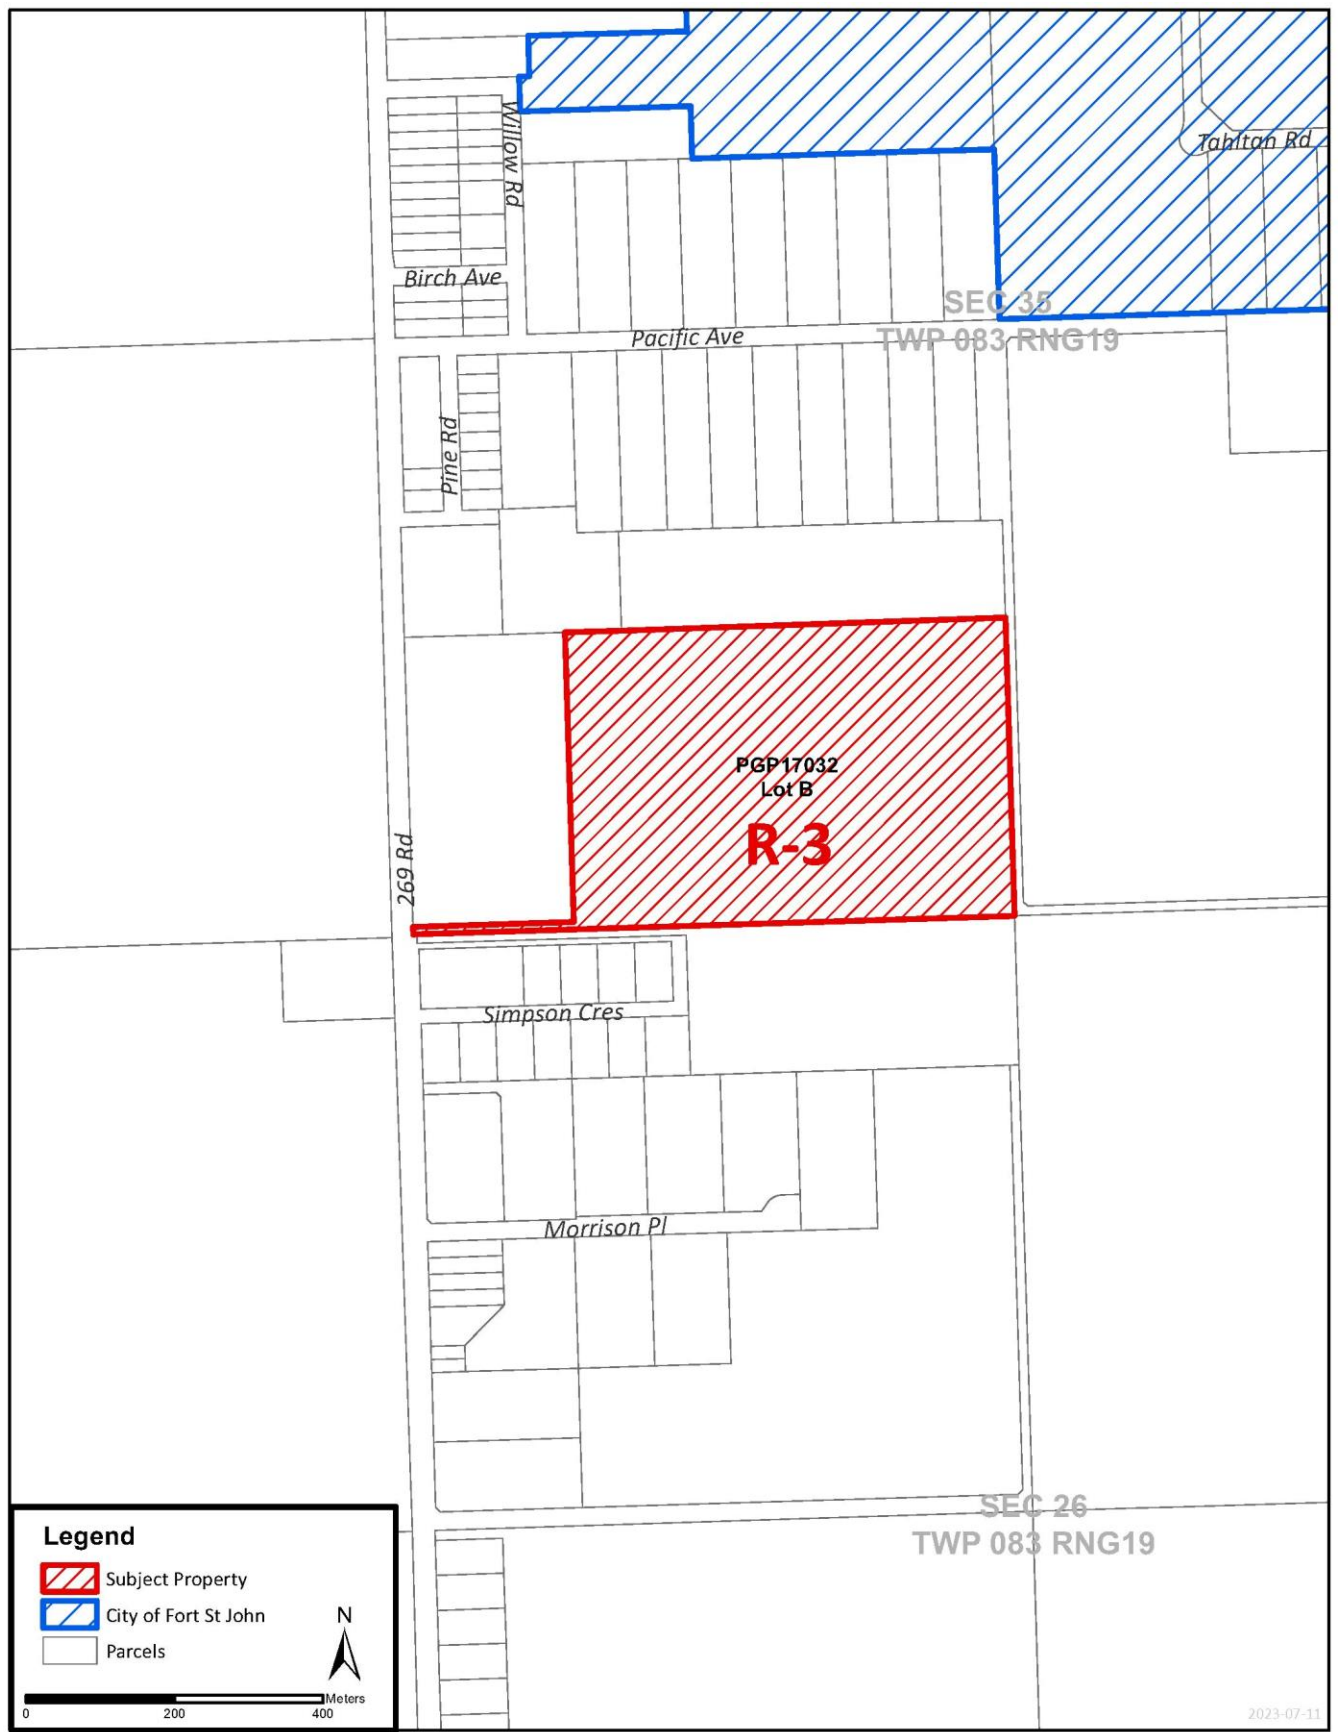 Tahltan Rd
Willow Rd
Birch Ave
SEC 35
TWP 083 RNG19
Pacific Ave
Pine Rd
PGP17032
Lot B
R-3
269 Rd
Simpson Cres
Morrison Pl
SEC 26
TWP 083 RNG19
Legend
Subject Property
City of Fort St John
Parcels
N
Meters
0 200 400
2023-07-11